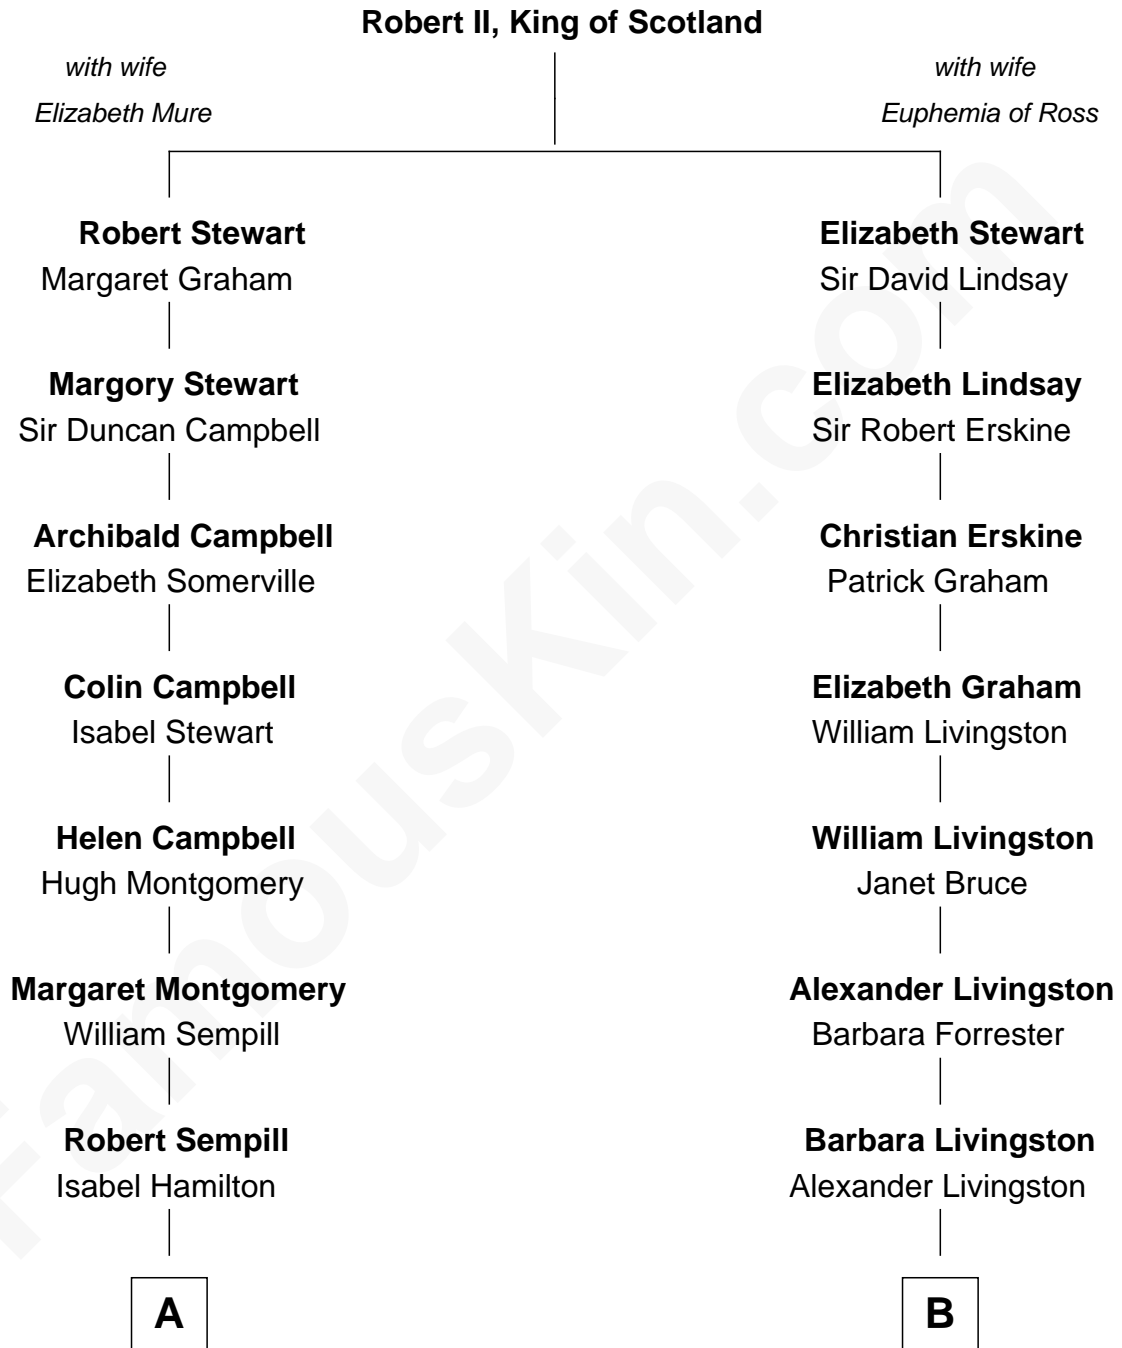 Robert II, King of Scotland
with wife
Elizabeth Mure
with wife
Euphemia of Ross
Robert Stewart
Margaret Graham
Elizabeth Stewart
Sir David Lindsay
Margory Stewart
Sir Duncan Campbell
Elizabeth Lindsay
Sir Robert Erskine
Archibald Campbell
Elizabeth Somerville
Christian Erskine
Patrick Graham
Colin Campbell
Isabel Stewart
Elizabeth Graham
William Livingston
Helen Campbell
Hugh Montgomery
William Livingston
Janet Bruce
Margaret Montgomery
William Sempill
Alexander Livingston
Barbara Forrester
Robert Sempill
Isabel Hamilton
Barbara Livingston
Alexander Livingston
A
B
FamousKin.com